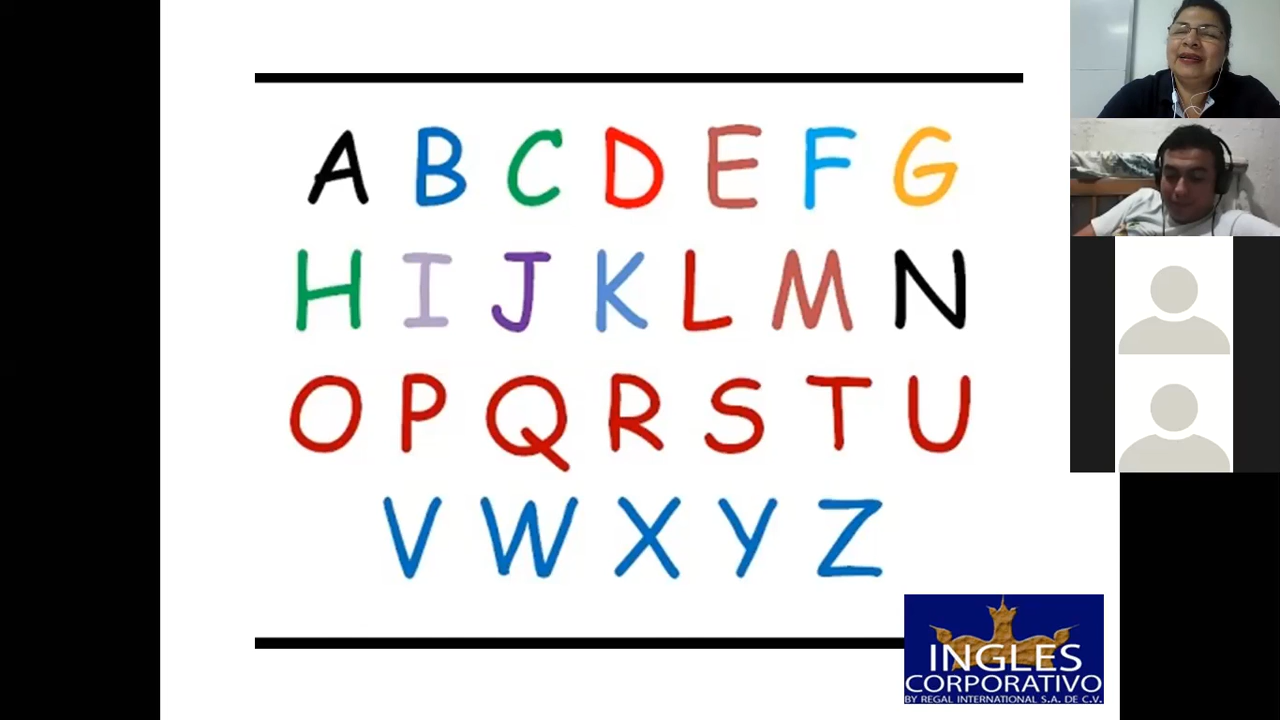 A B C D E F G
H I J K L M N
O P Q R S T U
V W X Y Z
INGLES
CORPORATIVO
BY REGAL INTERNATIONAL S.A. DE C.V.